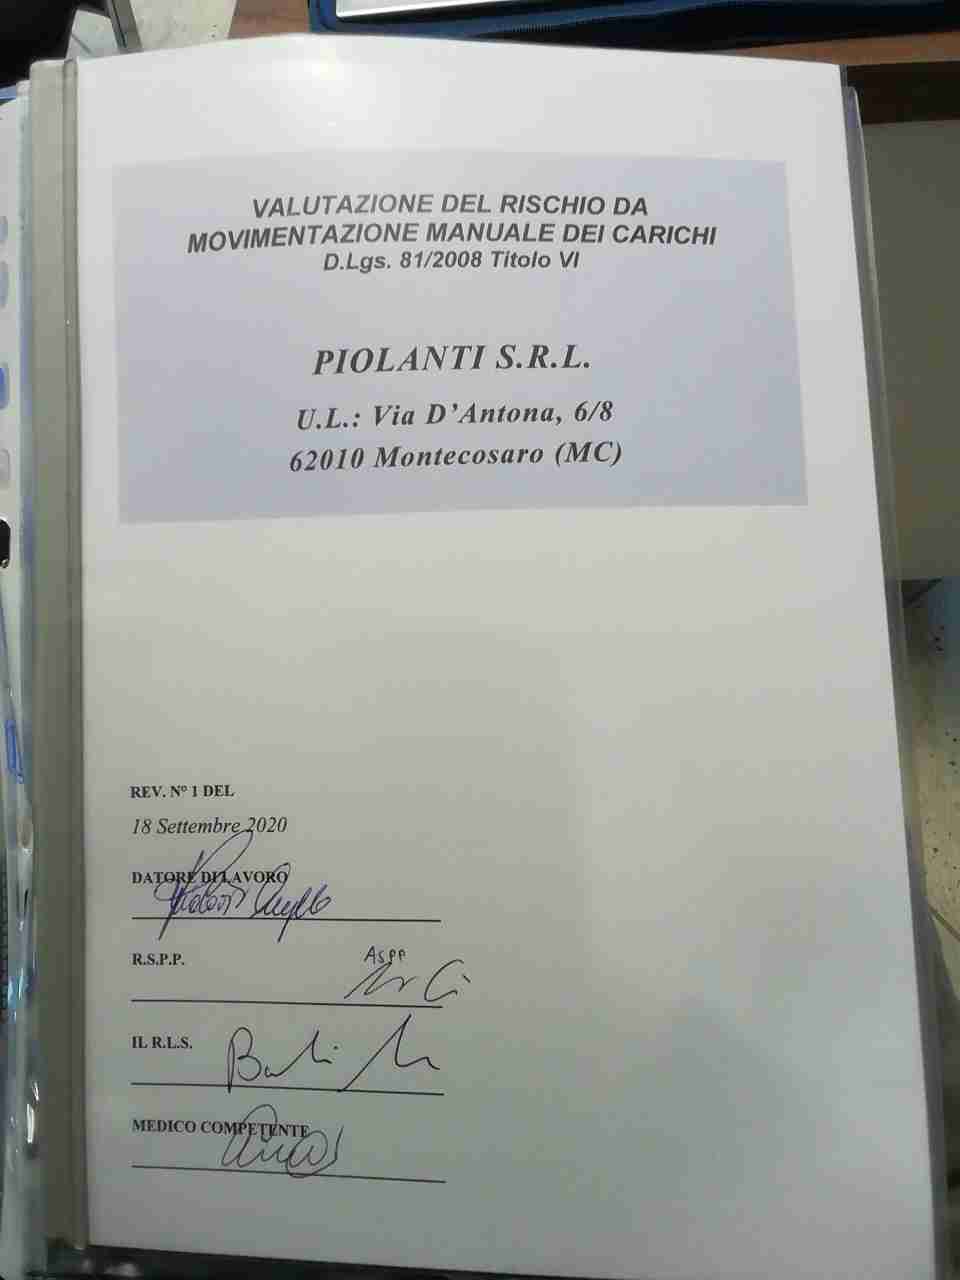 VALUTAZIONE DEL RISCHIO DA
MOVIMENTAZIONE MANUALE DEI CARICHI
D.Lgs. 81/2008 Titolo VI
PIOLANTI S.R.L.
U.L.: Via D'Antona, 6/8
62010 Montecosaro (MC)
REV. N° 1 DEL
18 Settembre 2020
DATORE DI LAVORO
R.S.P.P.
ASPP
IL R.L.S.
MEDICO COMPETENTE